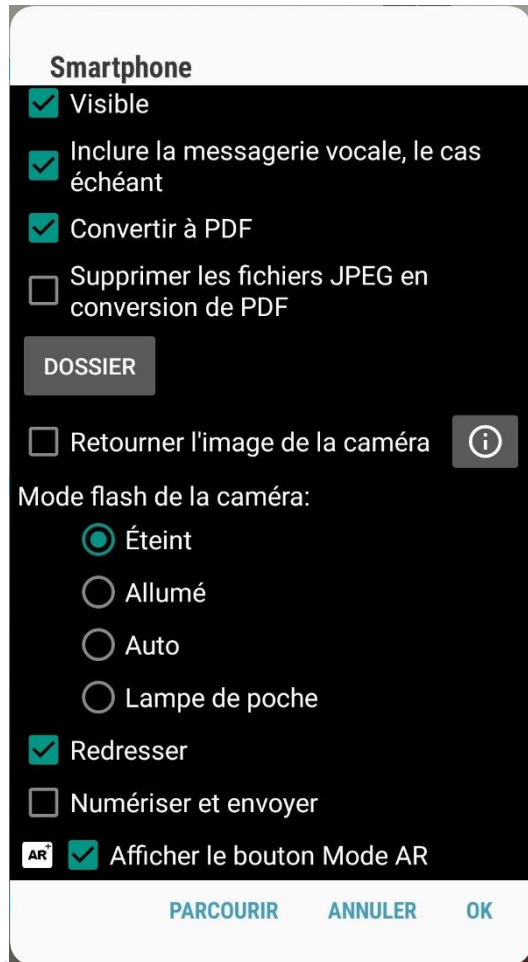 Smartphone
Visible
Inclure la messagerie vocale, le cas
échéant
Convertir à PDF
Supprimer les fichiers JPEG en
conversion de PDF
DOSSIER
Retourner l'image de la caméra
Mode flash de la caméra:
Éteint
Allumé
Auto
Lampe de poche
Redresser
Numériser et envoyer
AR+ Afficher le bouton Mode AR
PARCOURIR ANNULER OK